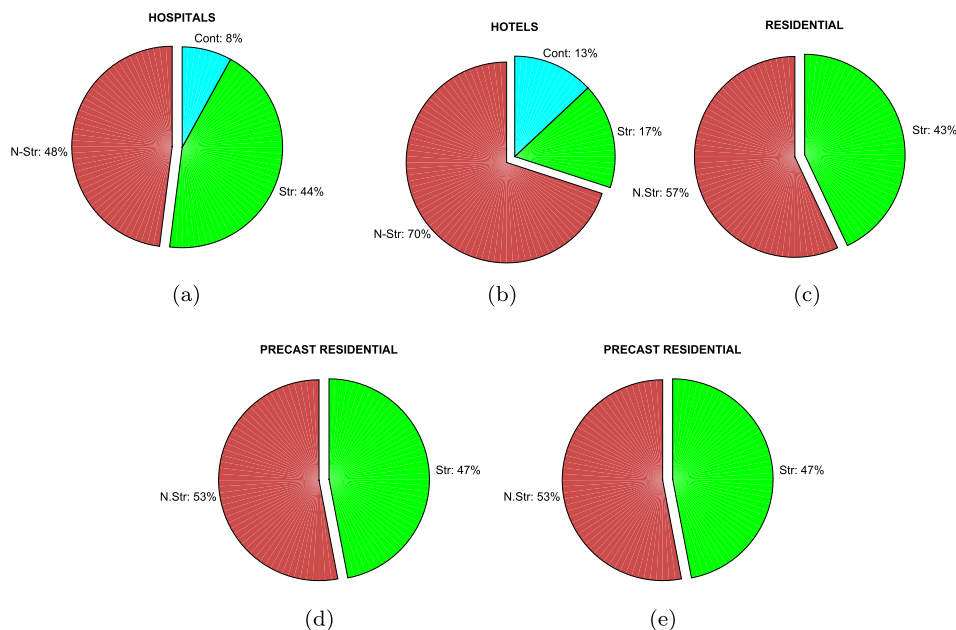 HOSPITALS
Cont: 8%
N-Str: 48%
Str: 44%
(a)
HOTELS
Cont: 13%
Str: 17%
N-Str: 70%
(b)
RESIDENTIAL
Str: 43%
N.Str: 57%
(c)
PRECAST RESIDENTIAL
Str: 47%
N.Str: 53%
(d)
PRECAST RESIDENTIAL
Str: 47%
N.Str: 53%
(e)